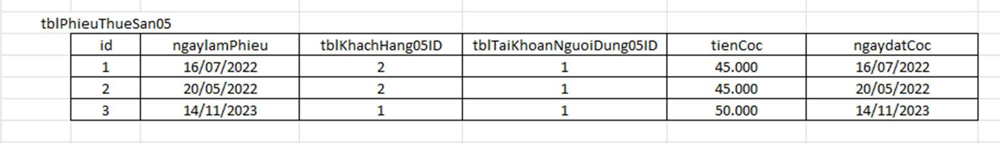 tblPhieuThueSan05
id ngaylamPhieu tblKhachHang05ID tblTaiKhoanNguoiDung05ID tienCoc ngaydatCoc
1 16/07/2022 2 1 45.000 16/07/2022
2 20/05/2022 2 1 45.000 20/05/2022
3 14/11/2023 1 1 50.000 14/11/2023